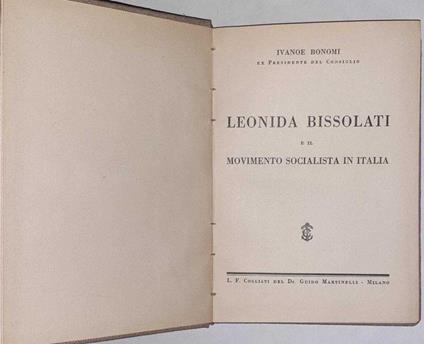 IVANOE BONOMI
EX PRESIDENTE DEL CONSIGLIO
LEONIDA BISSOLATI
E IL
MOVIMENTO SOCIALISTA IN ITALIA
L. F. COGLIATI DEL DR. GUIDO MARTINELLI - MILANO